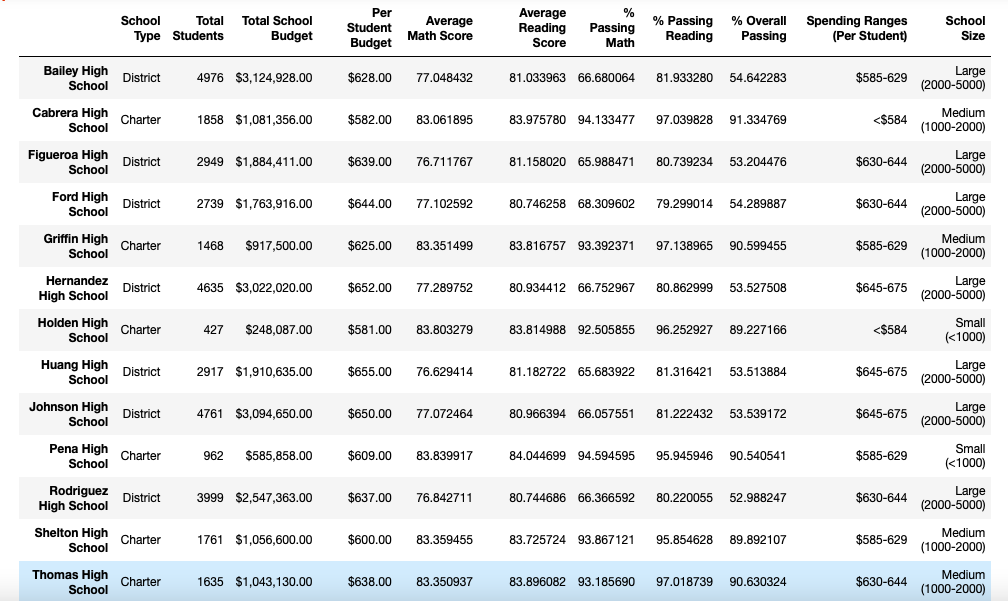 School Type Total Students Total School Budget Per Student Budget Average Math Score Average Reading Score % Passing Math % Passing Reading % Overall Passing Spending Ranges (Per Student) School Size
Bailey High School District 4976 $3,124,928.00 $628.00 77.048432 81.033963 66.680064 81.933280 54.642283 $585-629 Large (2000-5000)
Cabrera High School Charter 1858 $1,081,356.00 $582.00 83.061895 83.975780 94.133477 97.039828 91.334769 <$584 Medium (1000-2000)
Figueroa High School District 2949 $1,884,411.00 $639.00 76.711767 81.158020 65.988471 80.739234 53.204476 $630-644 Large (2000-5000)
Ford High School District 2739 $1,763,916.00 $644.00 77.102592 80.746258 68.309602 79.299014 54.289887 $630-644 Large (2000-5000)
Griffin High School Charter 1468 $917,500.00 $625.00 83.351499 83.816757 93.392371 97.138965 90.599455 $585-629 Medium (1000-2000)
Hernandez High School District 4635 $3,022,020.00 $652.00 77.289752 80.934412 66.752967 80.862999 53.527508 $645-675 Large (2000-5000)
Holden High School Charter 427 $248,087.00 $581.00 83.803279 83.814988 92.505855 96.252927 89.227166 <$584 Small (<1000)
Huang High School District 2917 $1,910,635.00 $655.00 76.629414 81.182722 65.683922 81.316421 53.513884 $645-675 Large (2000-5000)
Johnson High School District 4761 $3,094,650.00 $650.00 77.072464 80.966394 66.057551 81.222432 53.539172 $645-675 Large (2000-5000)
Pena High School Charter 962 $585,858.00 $609.00 83.839917 84.044699 94.594595 95.945946 90.540541 $585-629 Small (<1000)
Rodriguez High School District 3999 $2,547,363.00 $637.00 76.842711 80.744686 66.366592 80.220055 52.988247 $630-644 Large (2000-5000)
Shelton High School Charter 1761 $1,056,600.00 $600.00 83.359455 83.725724 93.867121 95.854628 89.892107 $585-629 Medium (1000-2000)
Thomas High School Charter 1635 $1,043,130.00 $638.00 83.350937 83.896082 93.185690 97.018739 90.630324 $630-644 Medium (1000-2000)